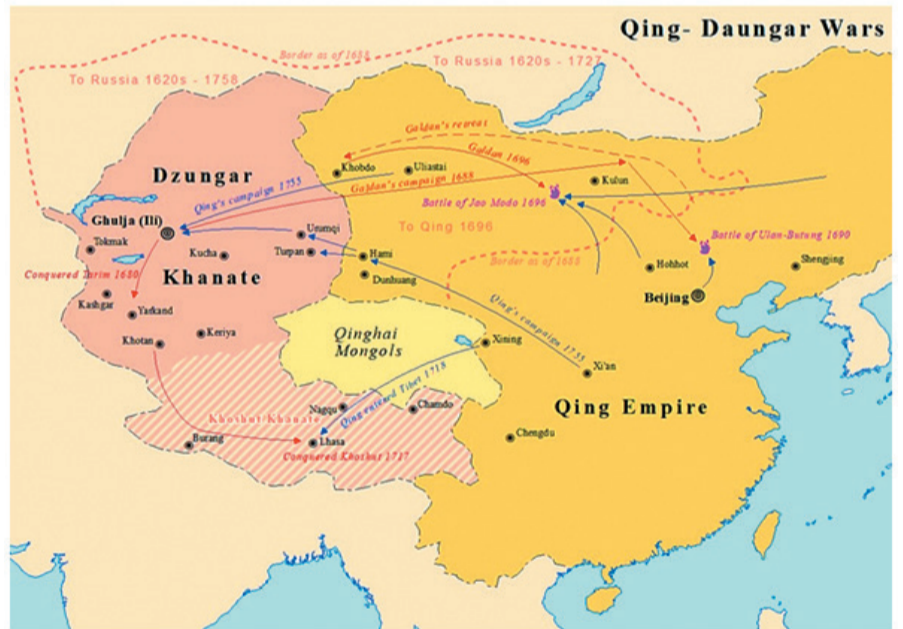 Qing- Daungar Wars
Border as of 1688
To Russia 1620s - 1758
To Russia 1620s - 1727
Galdan's retreat
Galdan 1696
Khobdo
Uliastai
Kulun
Dzungar
Qing's campaign 1755
Galdan's campaign 1688
Battle of Jao Modo 1696
Ghulja (Ili)
To Qing 1696
Urumqi
Battle of Ulan-Butung 1690
Tokmak
Kucha
Turpan
Hami
Border as of 1688
Hohhot
Shengjing
Conquered Tarim 1680
Khanate
Dunhuang
Beijing
Kashgar
Yarkand
Qing's campaign 1755
Khotan
Keriya
Qinghai
Mongols
Xining
Xi'an
Qing entered Tibet 1718
Nagqu
Chamdo
Qing Empire
Khoshut Khanate
Burang
Lhasa
Chengdu
Conquered Khoshut 1717